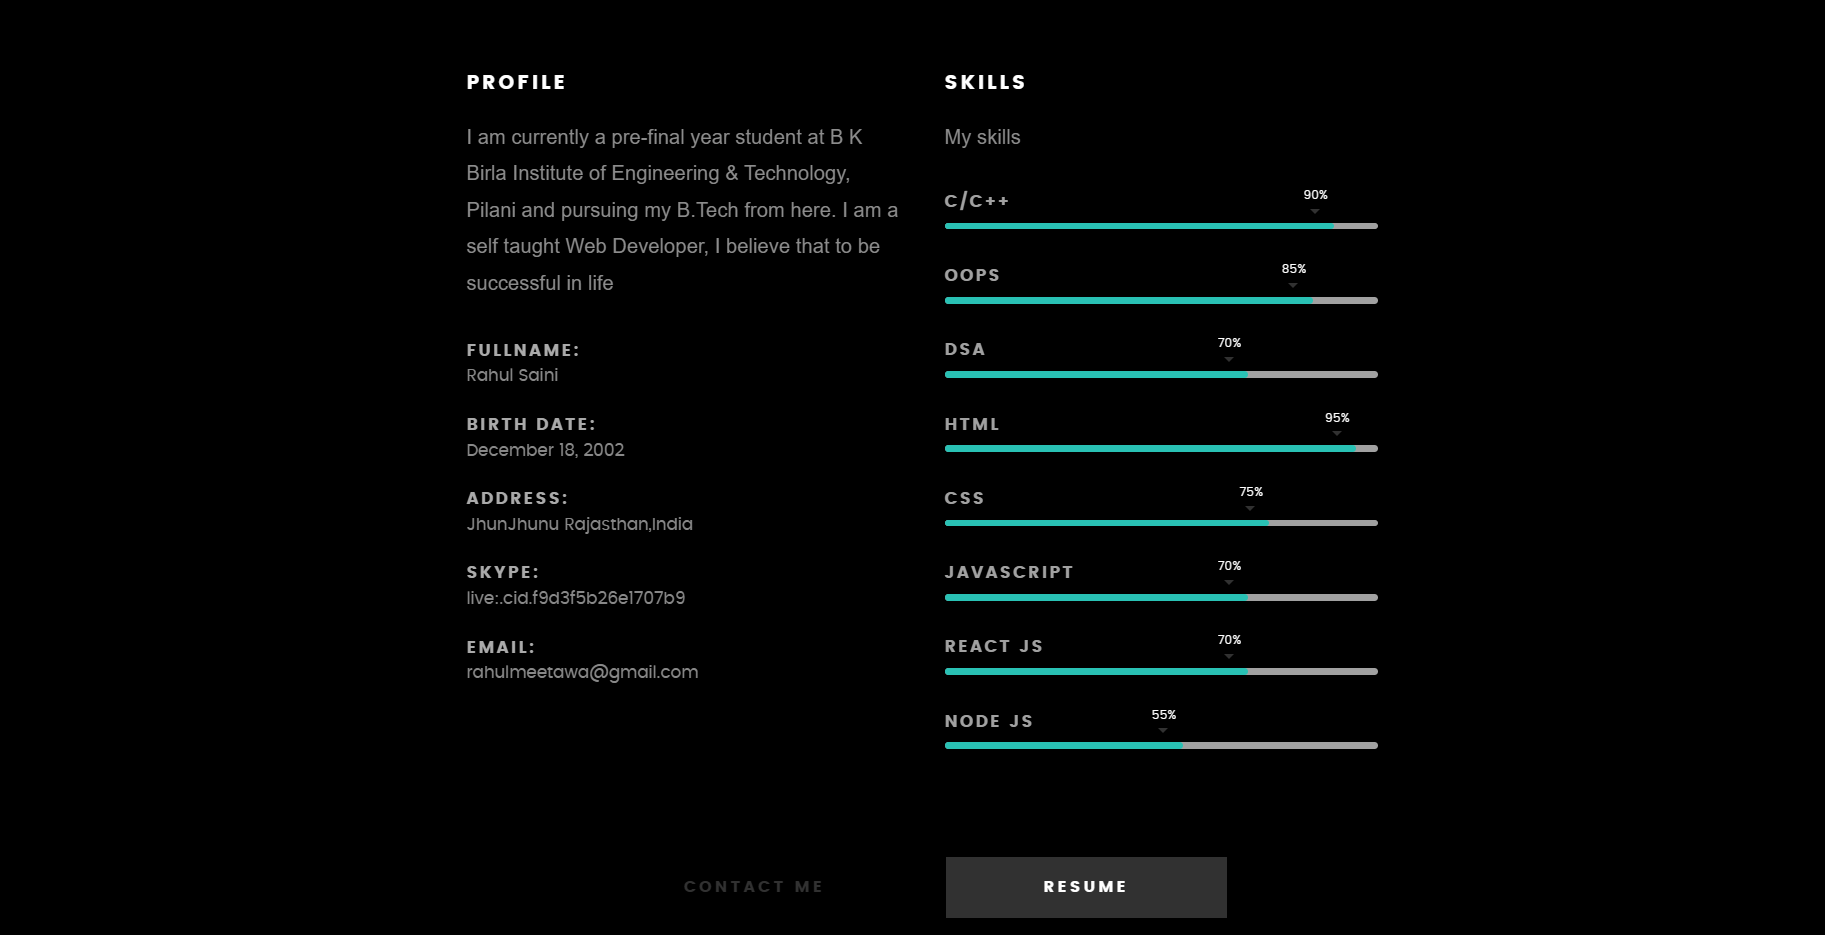 PROFILE
I am currently a pre-final year student at B K
Birla Institute of Engineering & Technology,
Pilani and pursuing my B.Tech from here. I am a
self taught Web Developer, I believe that to be
successful in life
FULLNAME:
Rahul Saini
BIRTH DATE:
December 18, 2002
ADDRESS:
JhunJhunu Rajasthan,India
SKYPE:
live:.cid.f9d3f5b26e1707b9
EMAIL:
rahulmeetawa@gmail.com
SKILLS
My skills
C/C++ 90%
OOPS 85%
DSA 70%
HTML 95%
CSS 75%
JAVASCRIPT 70%
REACT JS 70%
NODE JS 55%
CONTACT ME
RESUME